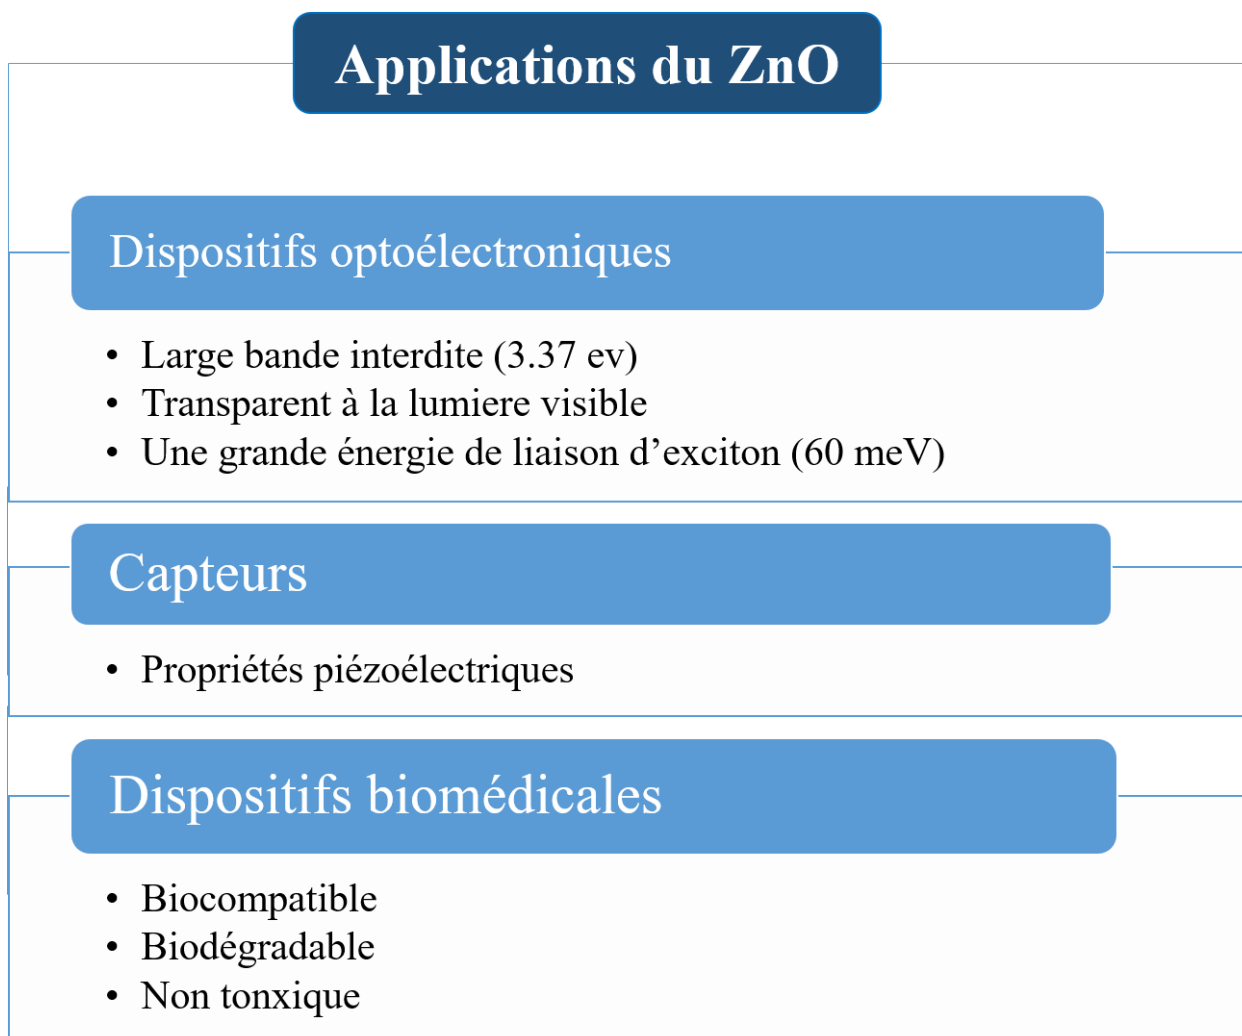 Applications du ZnO
Dispositifs optoélectroniques
• Large bande interdite (3.37 ev)
• Transparent à la lumiere visible
• Une grande énergie de liaison d’exciton (60 meV)
Capteurs
• Propriétés piézoélectriques
Dispositifs biomédicales
• Biocompatible
• Biodégradable
• Non tonxique